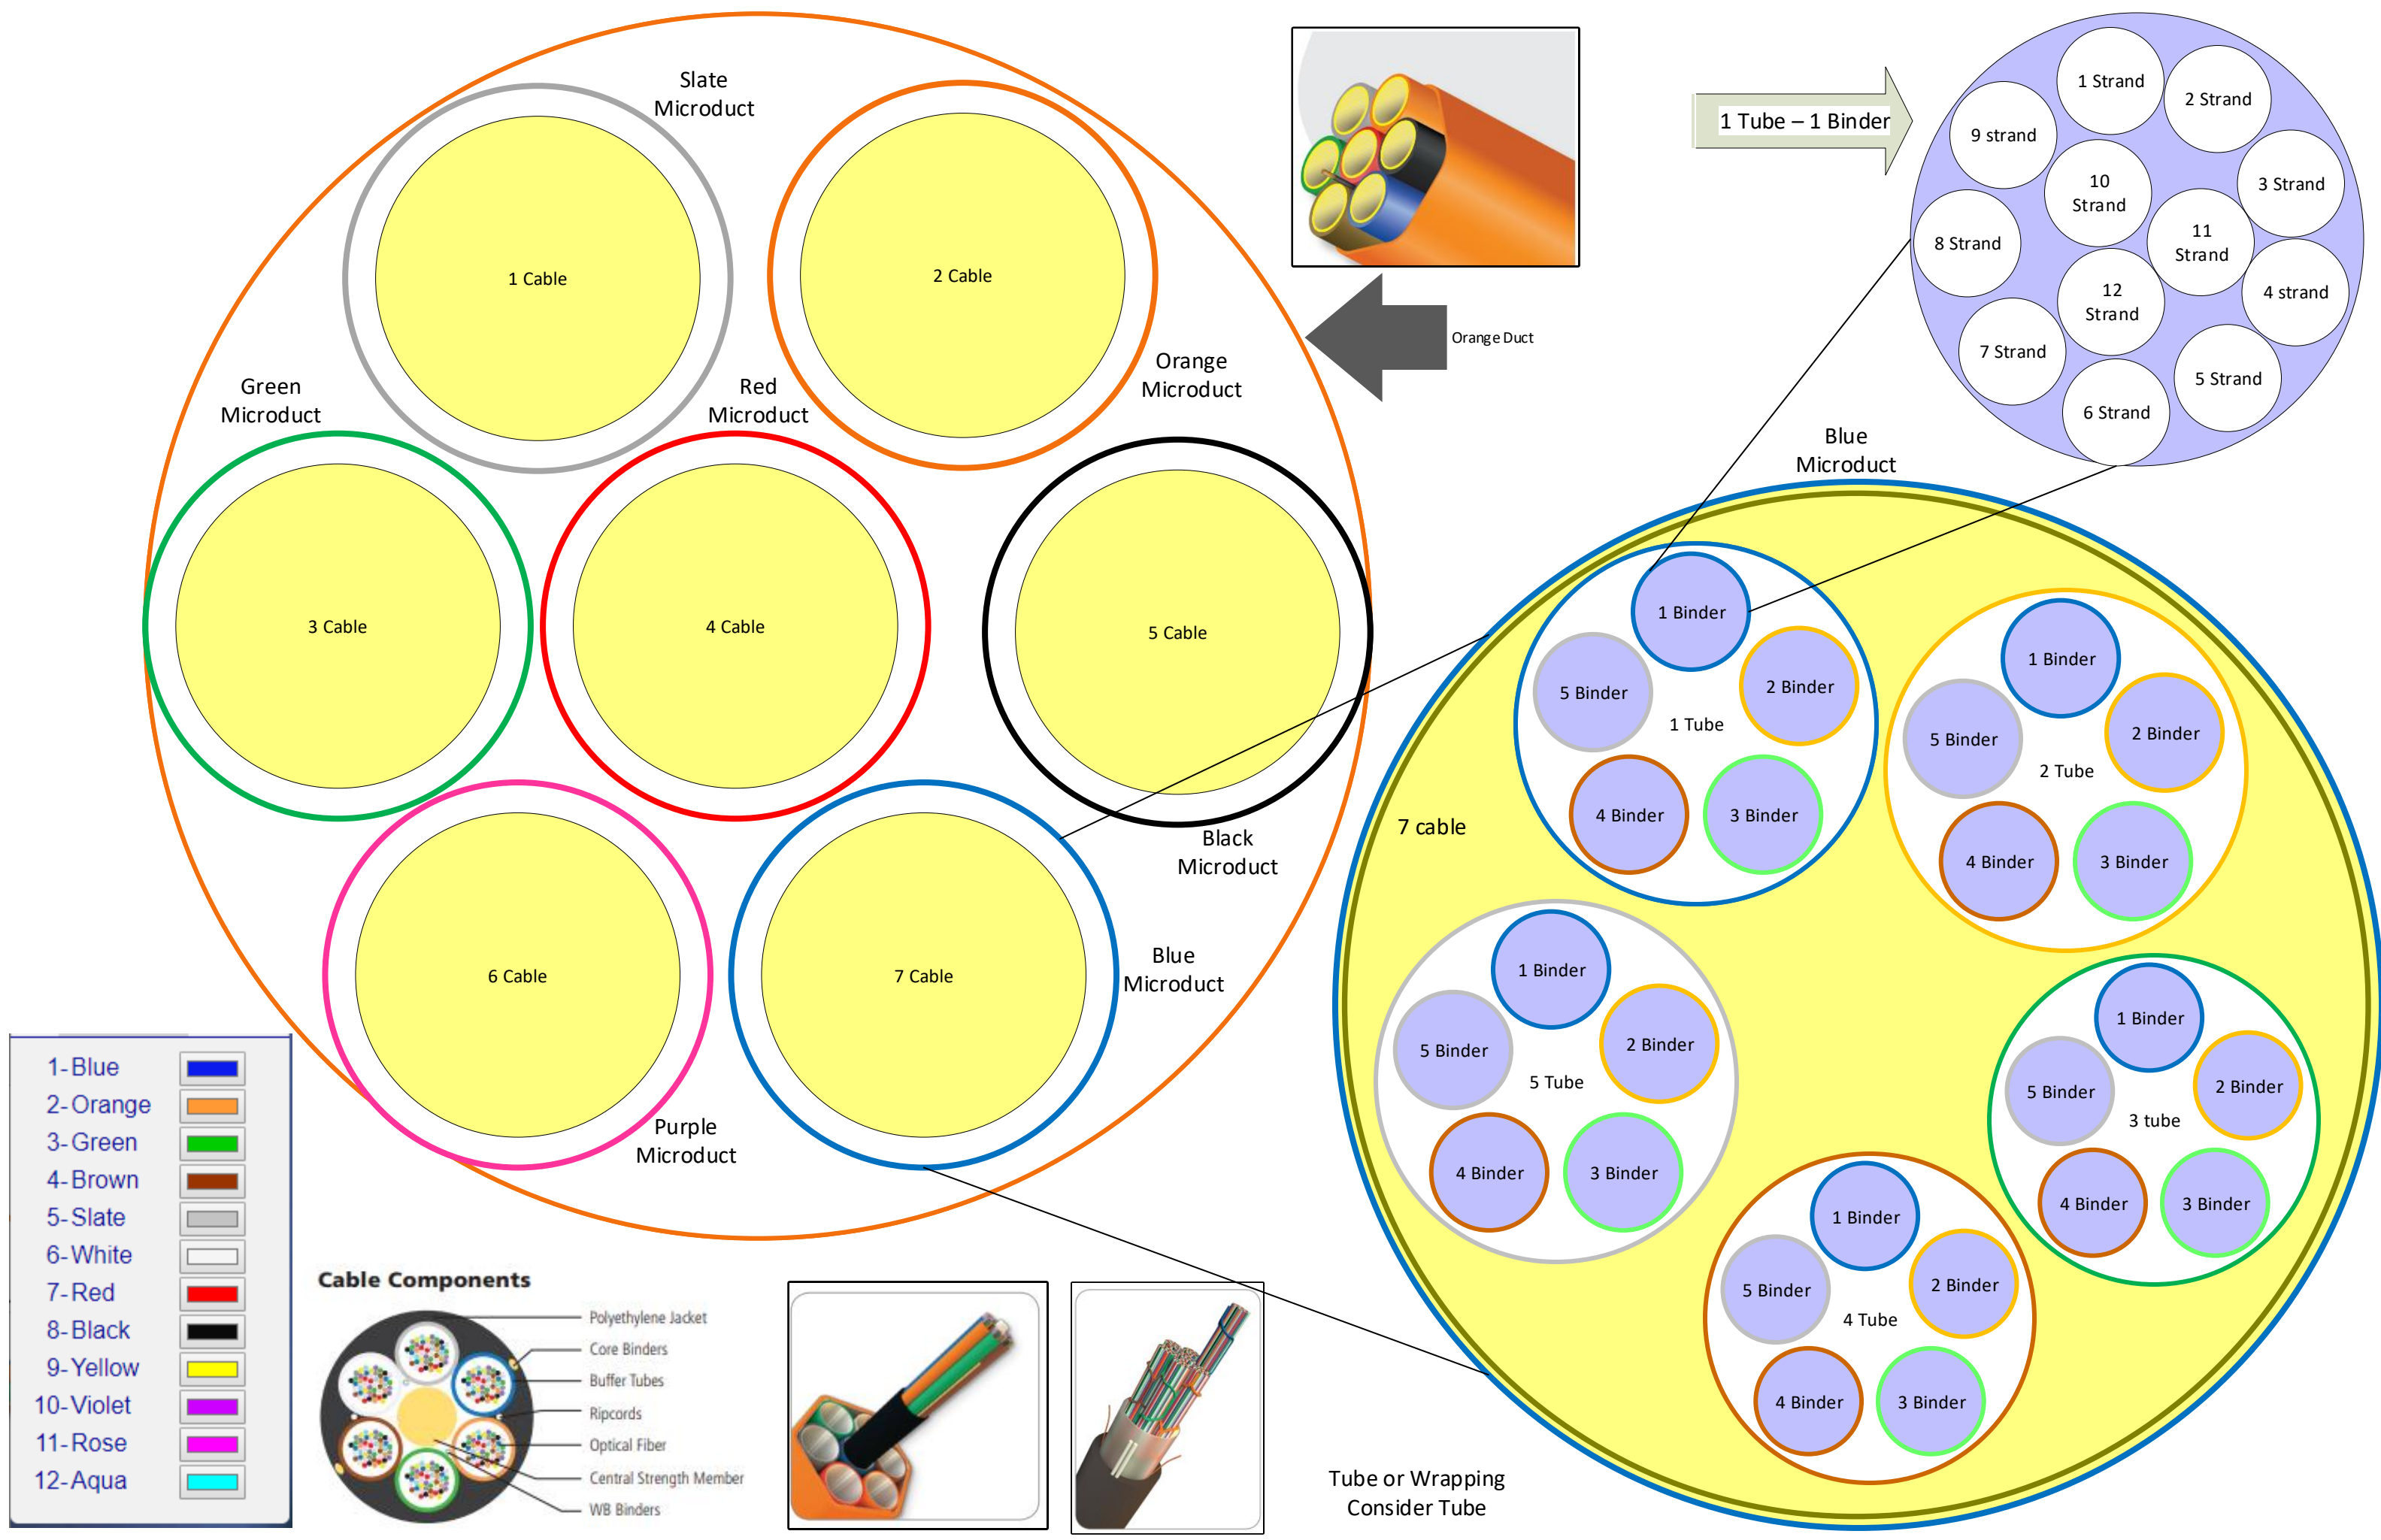 Slate
Microduct
1 Cable
2 Cable
Orange
Microduct
Green
Microduct
Red
Microduct
3 Cable
4 Cable
5 Cable
Black
Microduct
6 Cable
7 Cable
Blue
Microduct
Purple
Microduct
Orange Duct
1 Tube – 1 Binder
1 Strand
2 Strand
3 Strand
4 strand
5 Strand
6 Strand
7 Strand
8 Strand
9 strand
10
Strand
11
Strand
12
Strand
Blue
Microduct
7 cable
1 Binder
2 Binder
3 Binder
4 Binder
5 Binder
1 Tube
1 Binder
2 Binder
3 Binder
4 Binder
5 Binder
2 Tube
1 Binder
2 Binder
3 Binder
4 Binder
5 Binder
3 tube
1 Binder
2 Binder
3 Binder
4 Binder
5 Binder
4 Tube
1 Binder
2 Binder
3 Binder
4 Binder
5 Binder
5 Tube
Tube or Wrapping
Consider Tube
1-Blue
2-Orange
3-Green
4-Brown
5-Slate
6-White
7-Red
8-Black
9-Yellow
10-Violet
11-Rose
12-Aqua
Cable Components
Polyethylene Jacket
Core Binders
Buffer Tubes
Ripcords
Optical Fiber
Central Strength Member
WB Binders